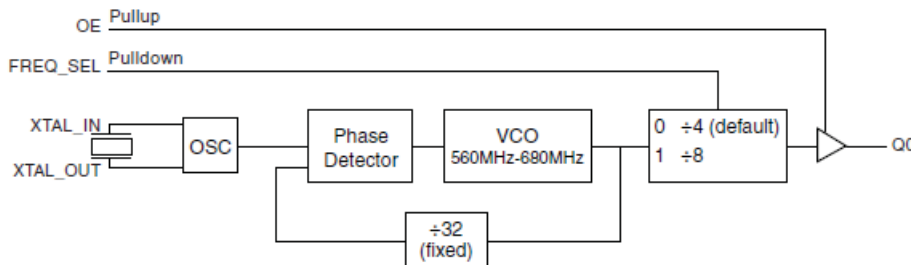 OE Pullup
FREQ_SEL Pulldown
XTAL_IN
XTAL_OUT
OSC
Phase
Detector
VCO
560MHz-680MHz
0 ÷4 (default)
1 ÷8
Q0
÷32
(fixed)